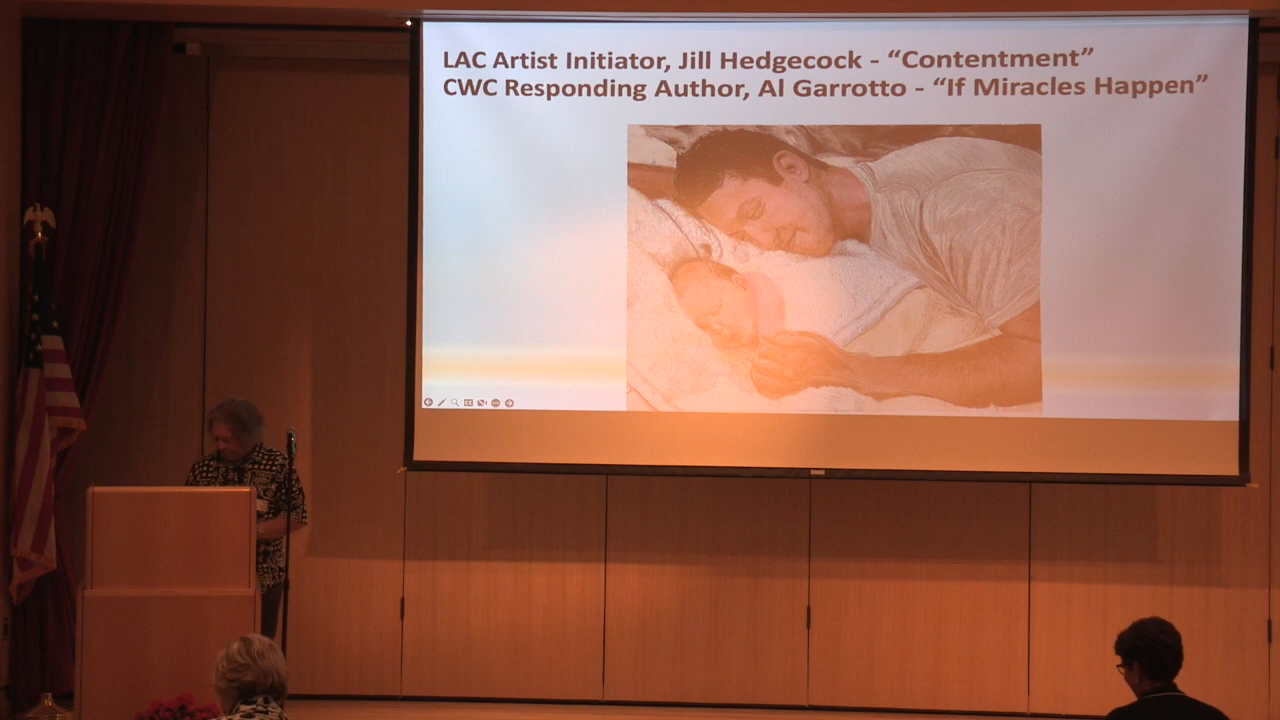 LAC Artist Initiator, Jill Hedgecock - “Contentment”
CWC Responding Author, Al Garrotto - “If Miracles Happen”